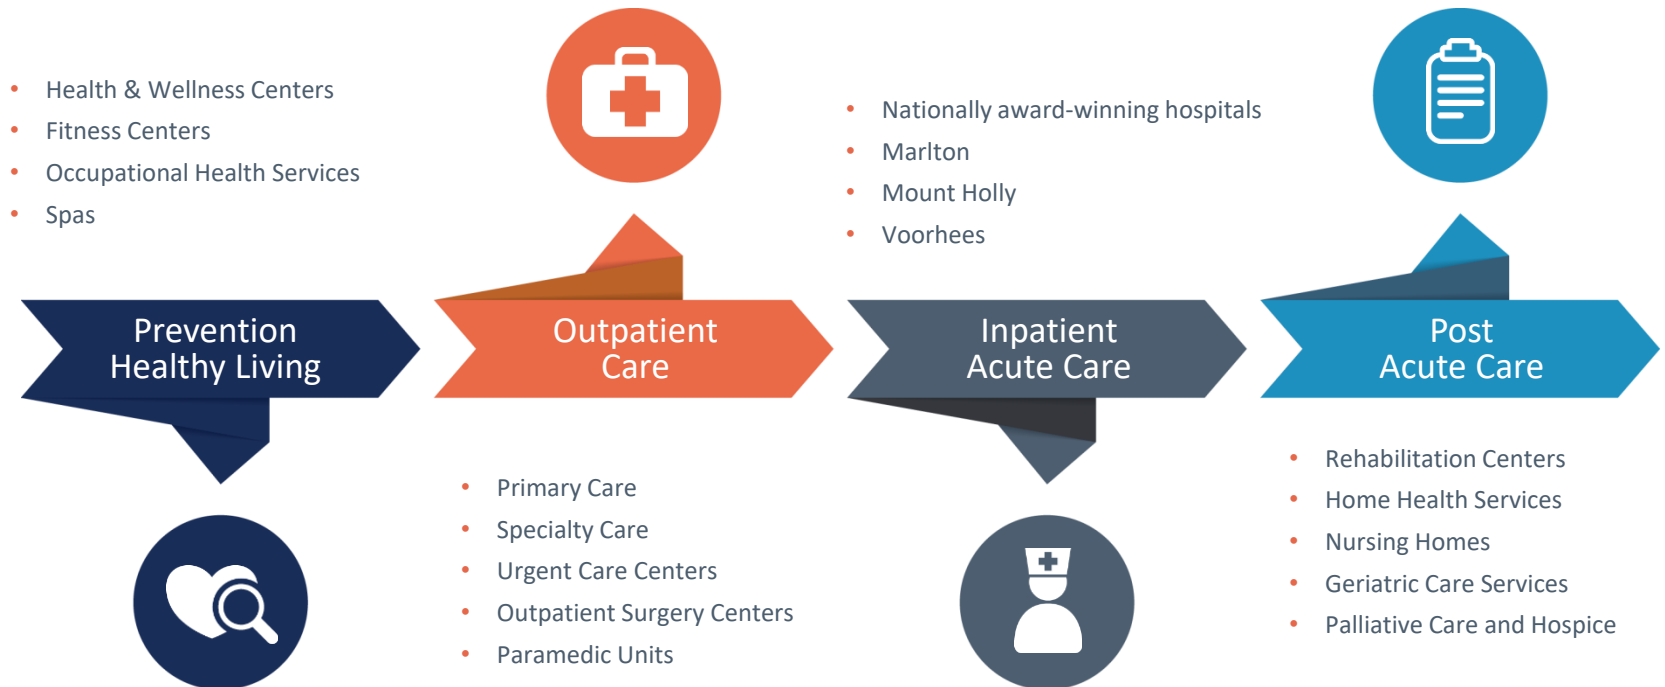 • Health & Wellness Centers
• Fitness Centers
• Occupational Health Services
• Spas
Prevention
Healthy Living
Outpatient
Care
• Primary Care
• Specialty Care
• Urgent Care Centers
• Outpatient Surgery Centers
• Paramedic Units
• Nationally award-winning hospitals
• Marlton
• Mount Holly
• Voorhees
Inpatient
Acute Care
Post
Acute Care
• Rehabilitation Centers
• Home Health Services
• Nursing Homes
• Geriatric Care Services
• Palliative Care and Hospice